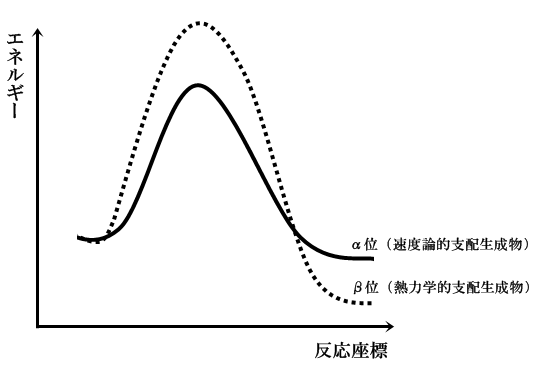 エネルギー
α位（速度論的支配生成物）
β位（熱力学的支配生成物）
反応座標